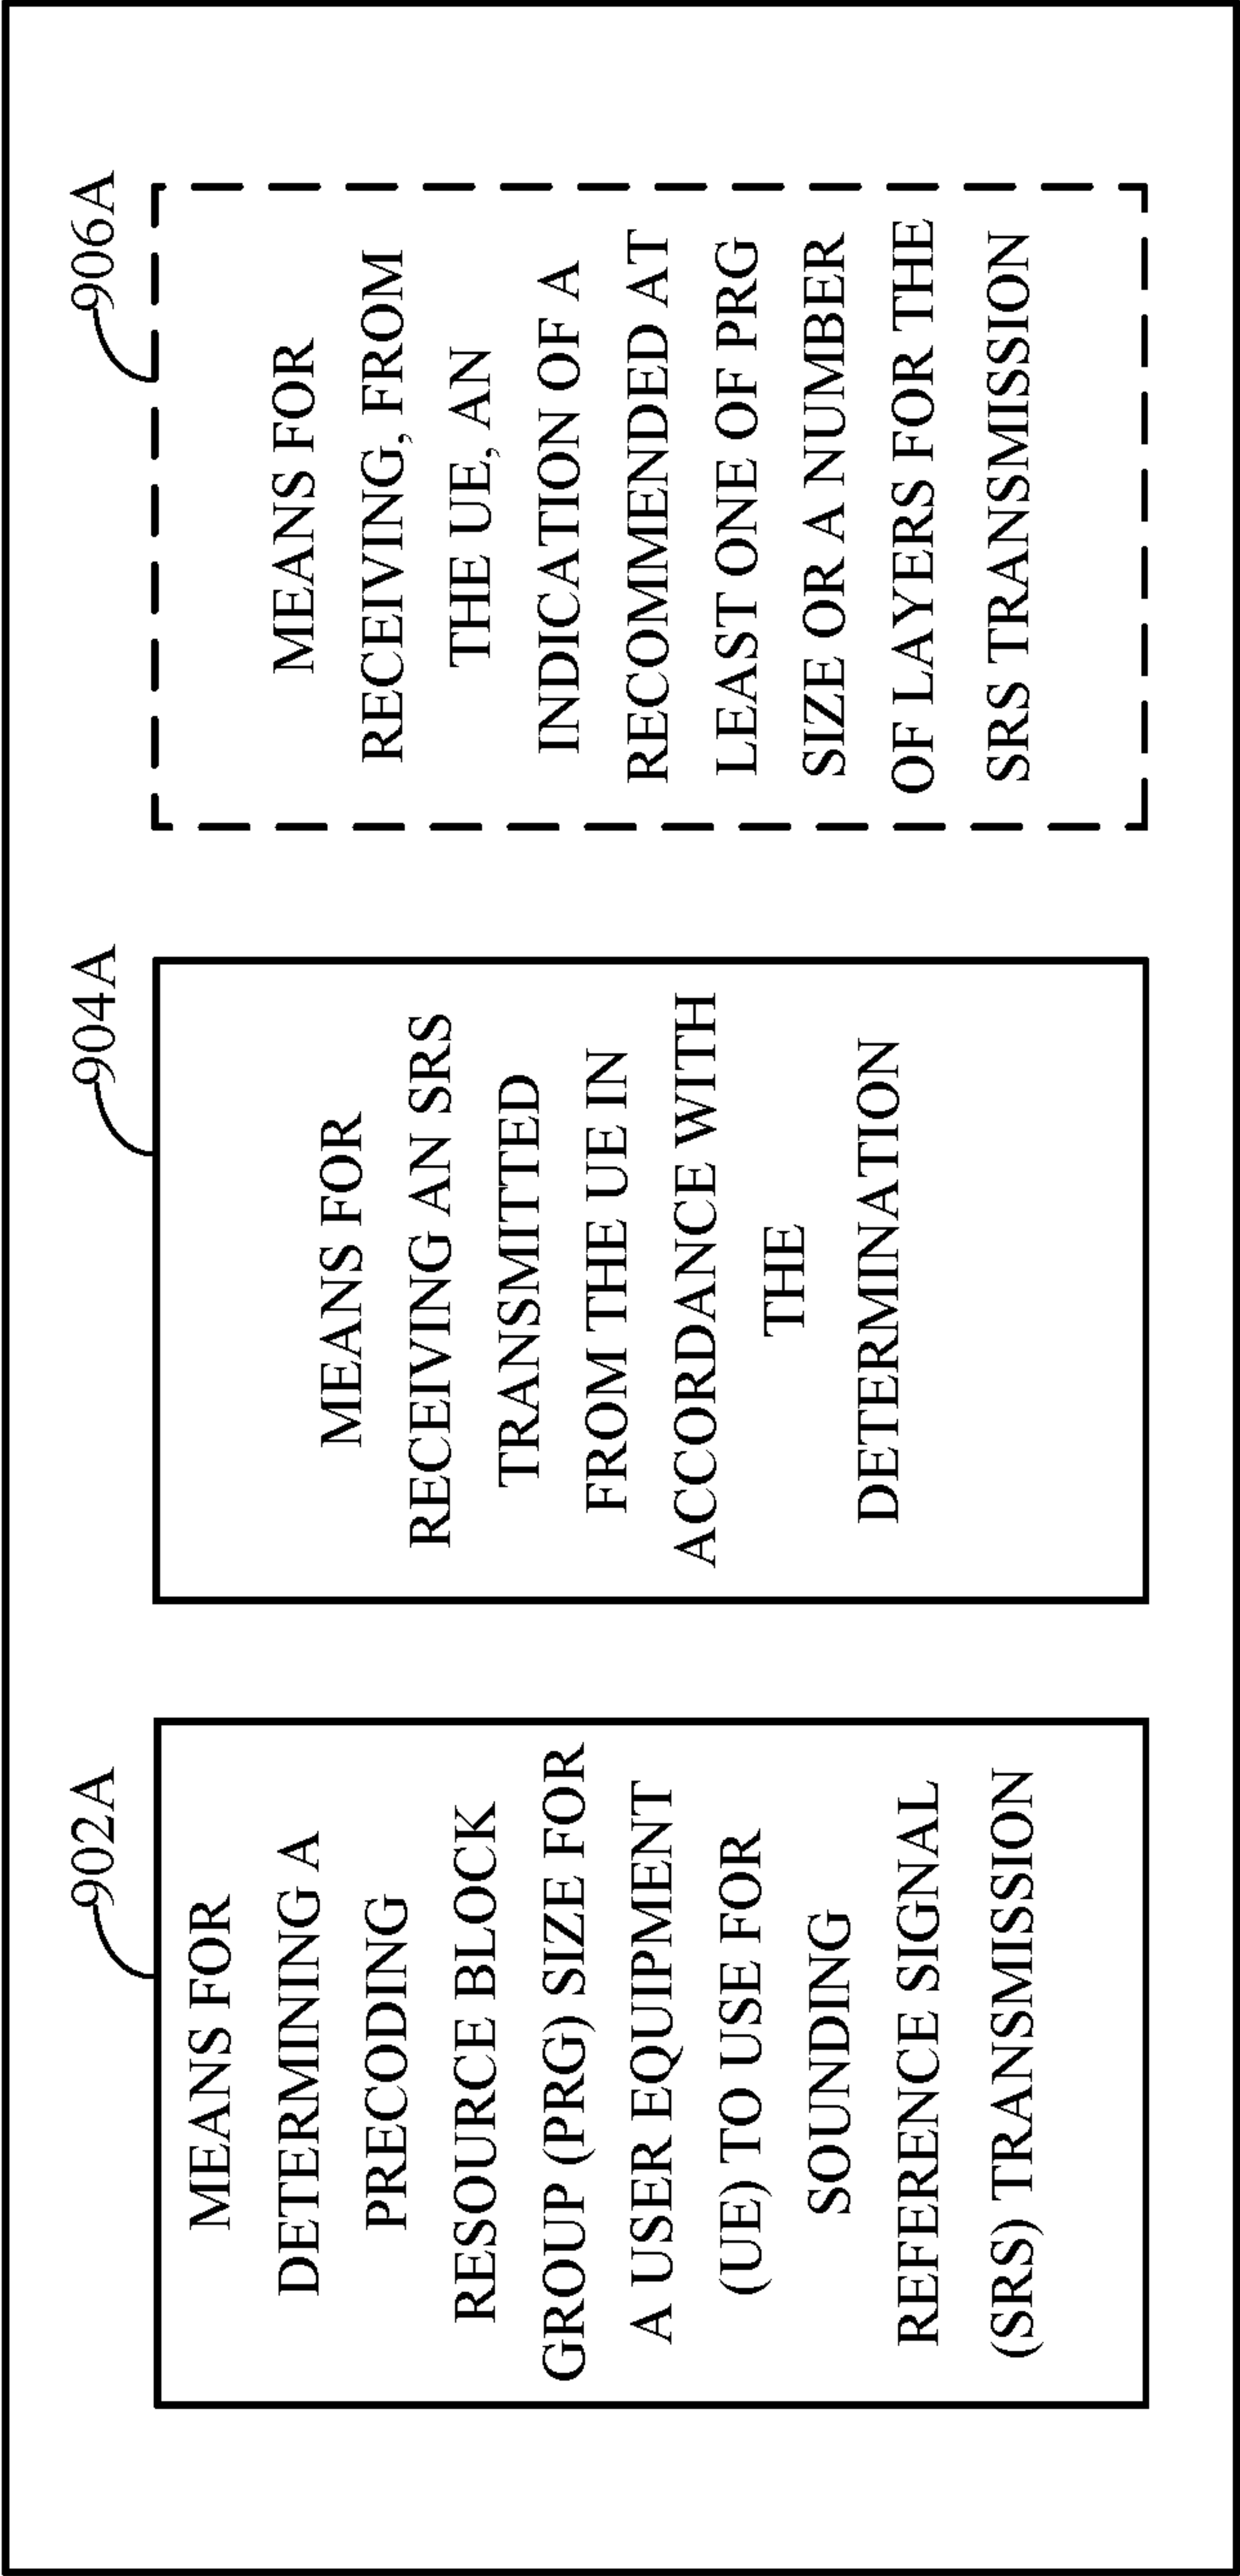 902A
MEANS FOR
DETERMINING A
PRECODING
RESOURCE BLOCK
GROUP (PRG) SIZE FOR
A USER EQUIPMENT
(UE) TO USE FOR
SOUNDING
REFERENCE SIGNAL
(SRS) TRANSMISSION
904A
MEANS FOR
RECEIVING AN SRS
TRANSMITTED
FROM THE UE IN
ACCORDANCE WITH
THE
DETERMINATION
906A
MEANS FOR
RECEIVING, FROM
THE UE, AN
INDICATION OF A
RECOMMENDED AT
LEAST ONE OF PRG
SIZE OR A NUMBER
OF LAYERS FOR THE
SRS TRANSMISSION